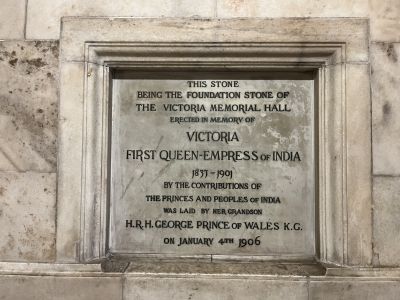 THIS STONE
BEING THE FOUNDATION STONE OF
THE VICTORIA MEMORIAL HALL
ERECTED IN MEMORY OF
VICTORIA
FIRST QUEEN-EMPRESS OF INDIA
1837-1901
BY THE CONTRIBUTIONS OF
THE PRINCES AND PEOPLES OF INDIA
WAS LAID BY HER GRANDSON
H.R.H. GEORGE PRINCE OF WALES K.G.
ON JANUARY 4TH 1906